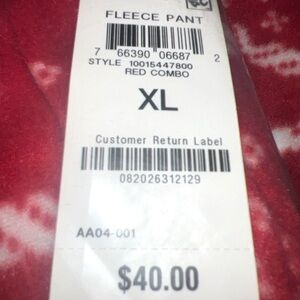 FLEECE PANT
7 66390 06687 2
STYLE 10015447800
RED COMBO
XL
Customer Return Label
082026312129
AA04-001
$40.00